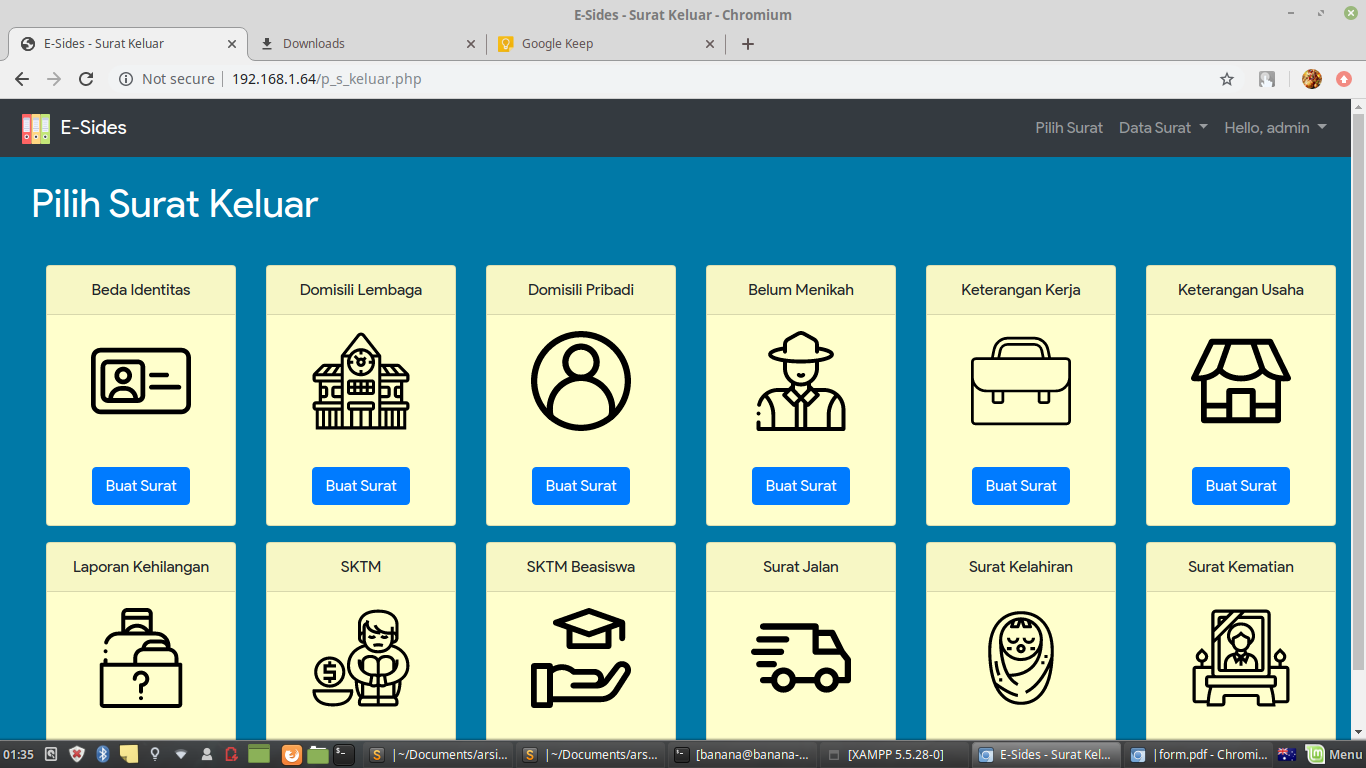 E-Sides - Surat Keluar - Chromium
E-Sides - Surat Keluar
Downloads
Google Keep
Not secure
192.168.1.64/p_s_keluar.php
E-Sides
Pilih Surat
Data Surat
Hello, admin
Pilih Surat Keluar
Beda Identitas
Domisili Lembaga
Domisili Pribadi
Belum Menikah
Keterangan Kerja
Keterangan Usaha
Buat Surat
Buat Surat
Buat Surat
Buat Surat
Buat Surat
Buat Surat
Laporan Kehilangan
SKTM
SKTM Beasiswa
Surat Jalan
Surat Kelahiran
Surat Kematian
?
$
01:35
|~/Documents/arsi...
|~/Documents/ars...
[banana@banana-...
[XAMPP 5.5.28-0]
E-Sides - Surat Kel...
|form.pdf - Chromi...
Menu